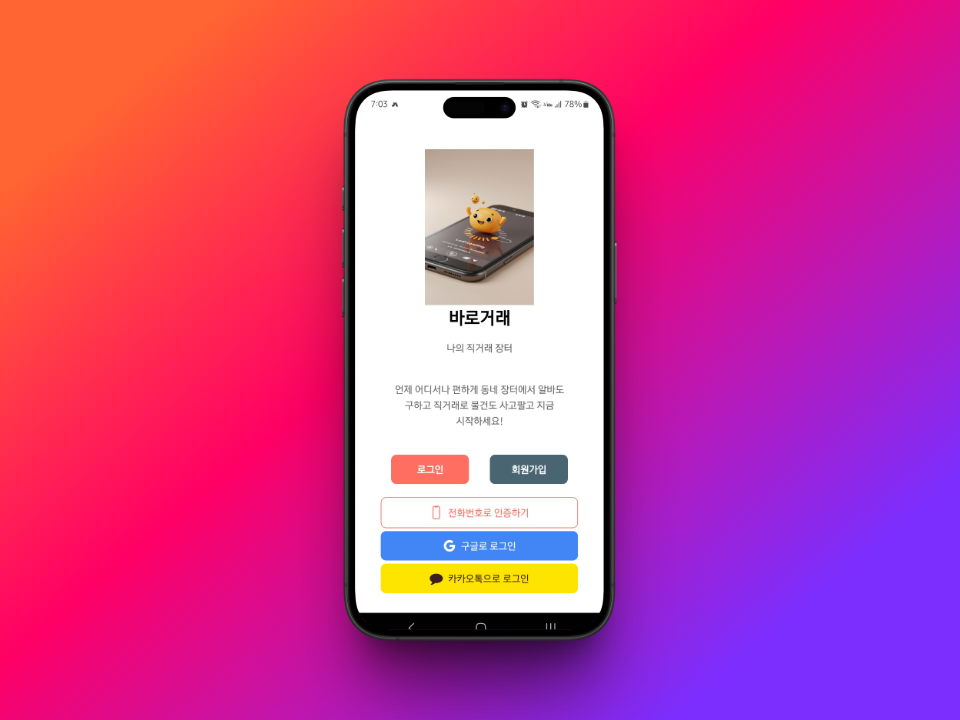 7:03
78%
바로거래
나의 직거래 장터
언제 어디서나 편하게 동네 장터에서 알바도
구하고 직거래로 물건도 사고팔고 지금
시작하세요!
로그인
회원가입
전화번호로 인증하기
G 구글로 로그인
카카오톡으로 로그인